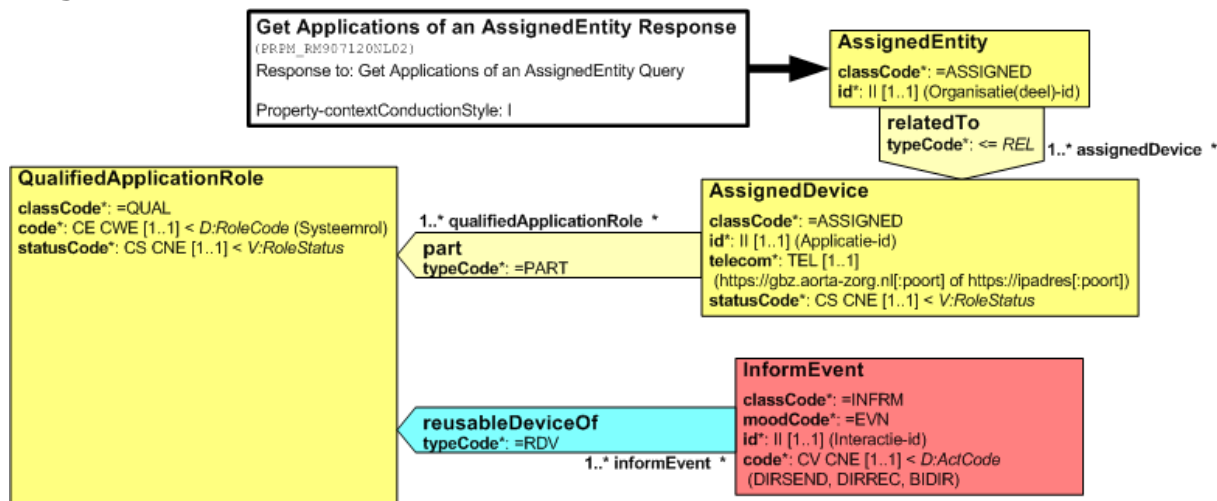 Get Applications of an AssignedEntity Response
(PRPM_RM907120NL02)
Response to: Get Applications of an AssignedEntity Query
Property-contextConductionStyle: I
AssignedEntity
classCode*: =ASSIGNED
id*: II [1..1] (Organisatie(deel)-id)
relatedTo
typeCode*: <= REL
1..* assignedDevice *
QualifiedApplicationRole
classCode*: =QUAL
code*: CE CWE [1..1] < D:RoleCode (Systeemrol)
statusCode*: CS CNE [1..1] < V:RoleStatus
1..* qualifiedApplicationRole *
part
typeCode*: =PART
AssignedDevice
classCode*: =ASSIGNED
id*: II [1..1] (Applicatie-id)
telecom*: TEL [1..1]
(https://gbz.aorta-zorg.nl[:poort] of https://ipadres[:poort])
statusCode*: CS CNE [1..1] < V:RoleStatus
reusableDeviceOf
typeCode*: =RDV
1..* informEvent *
InformEvent
classCode*: =INFRM
moodCode*: =EVN
id*: II [1..1] (Interactie-id)
code*: CV CNE [1..1] < D:ActCode
(DIRSEND, DIRREC, BIDIR)